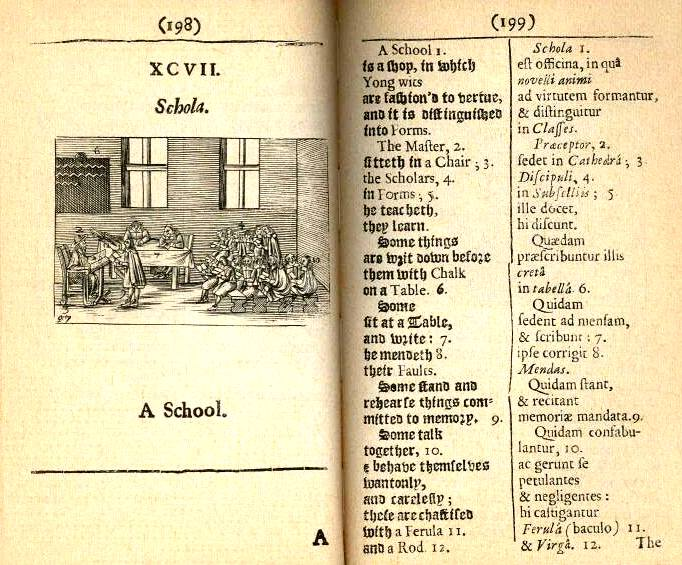 (198)
XCVII.
Schola.
A School.
A
(199)
A School 1.
is a shop, in which
Yong wits
are fashion'd to vertue,
and it is distinguished
into Forms.
The Master, 2.
sitteth in a Chair ; 3.
the Scholars, 4.
in Forms ; 5.
he teacheth,
they learn.
Some things
are writ down before
them with Chalk
on a Table. 6.
Some
sit at a Table,
and write : 7.
he mendeth 8.
their Faults.
Some stand and
rehearse things com=
mitted to memory. 9.
Some talk
together, 10.
& behave themselves
wantonly,
and carelesly ;
these are chastised
with a Ferula 11.
and a Rod. 12.
Schola 1.
est officina, in quâ
novelli animi
ad virtutem formantur,
& distinguitur
in Classes.
Præceptor, 2.
sedet in Cathedrâ ; 3
Discipuli, 4.
in Subselliis ; 5.
ille docet,
hi discunt.
Quædam
præscribuntur illis
cretâ
in tabellâ. 6.
Quidam
sedent ad mensam,
& scribunt : 7.
ipse corrigit 8.
Mendas.
Quidam stant,
& recitant
memoriæ mandata. 9.
Quidam confabu-
lantur, 10.
ac gerunt se
petulantes
& negligentes :
hi castigantur
Ferulâ (baculo) 11.
& Virgâ. 12.
The